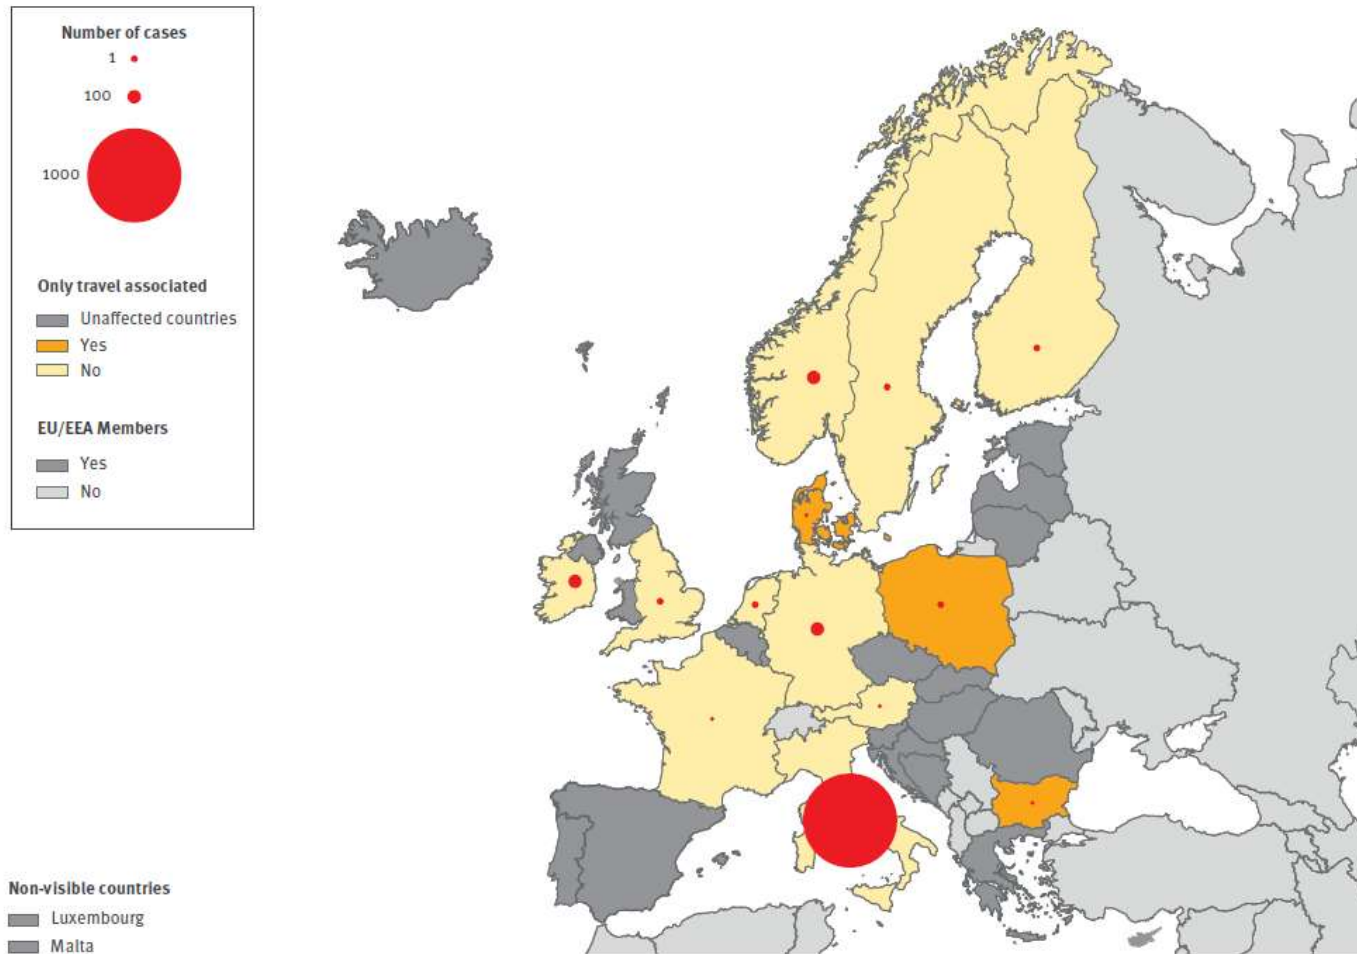 Number of cases
1
100
1000
Only travel associated
Unaffected countries
Yes
No
EU/EEA Members
Yes
No
Non-visible countries
Luxembourg
Malta